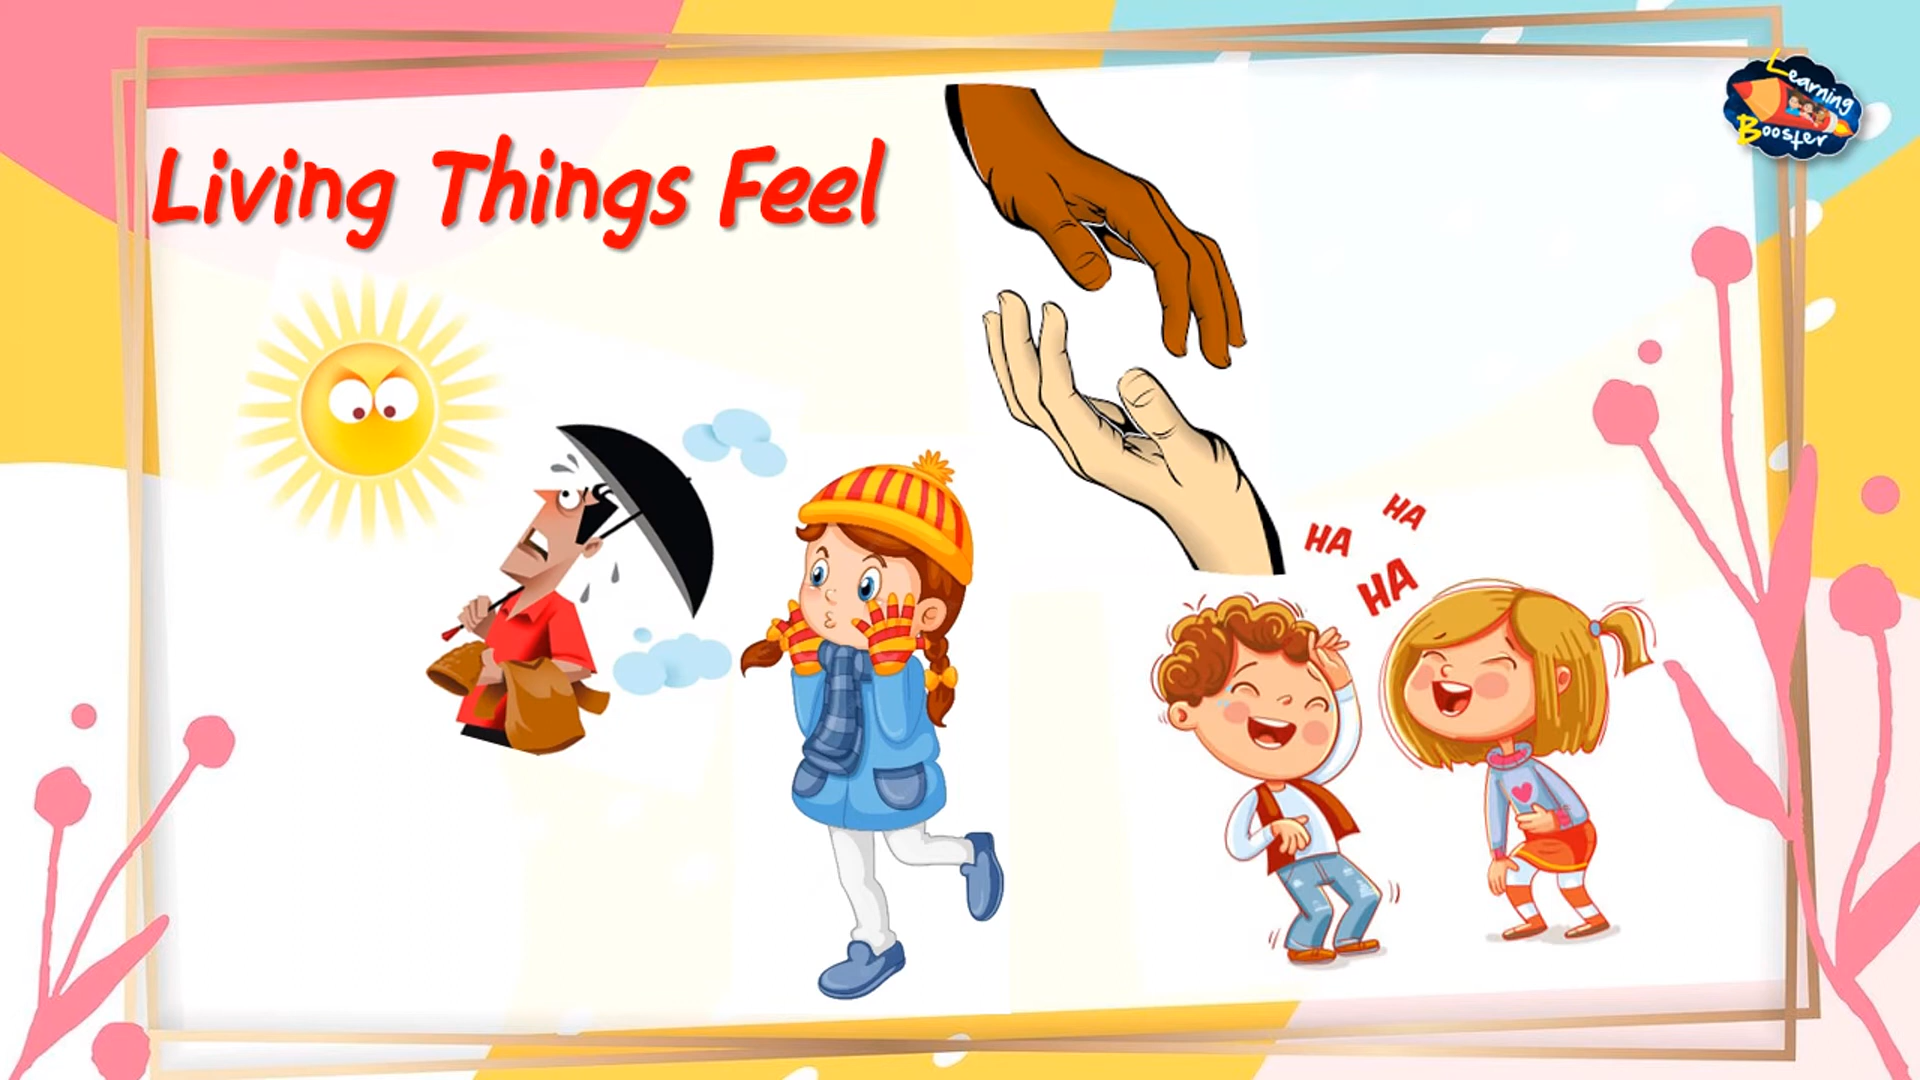 Living Things Feel
Learning
Booster
HA
HA
HA